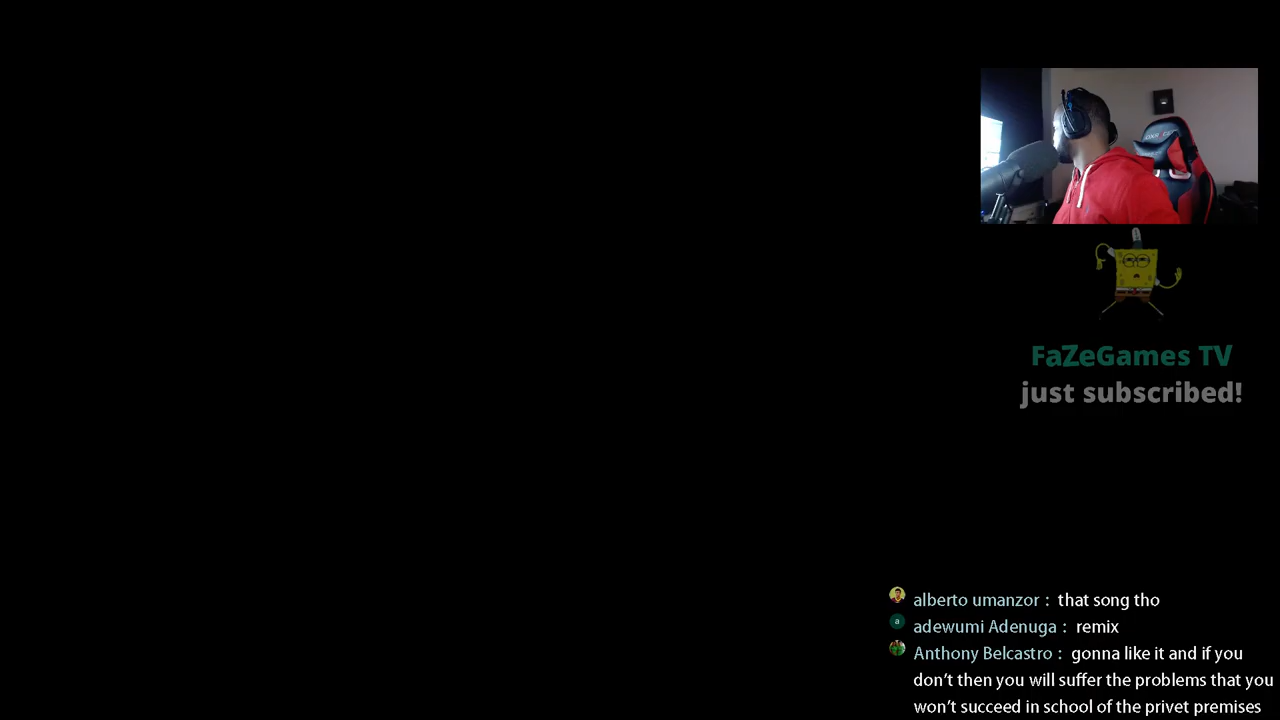 FaZeGames TV
just subscribed!
alberto umanzor : that song tho
a adewumi Adenuga : remix
Anthony Belcastro : gonna like it and if you
don't then you will suffer the problems that you
won't succeed in school of the privet premises